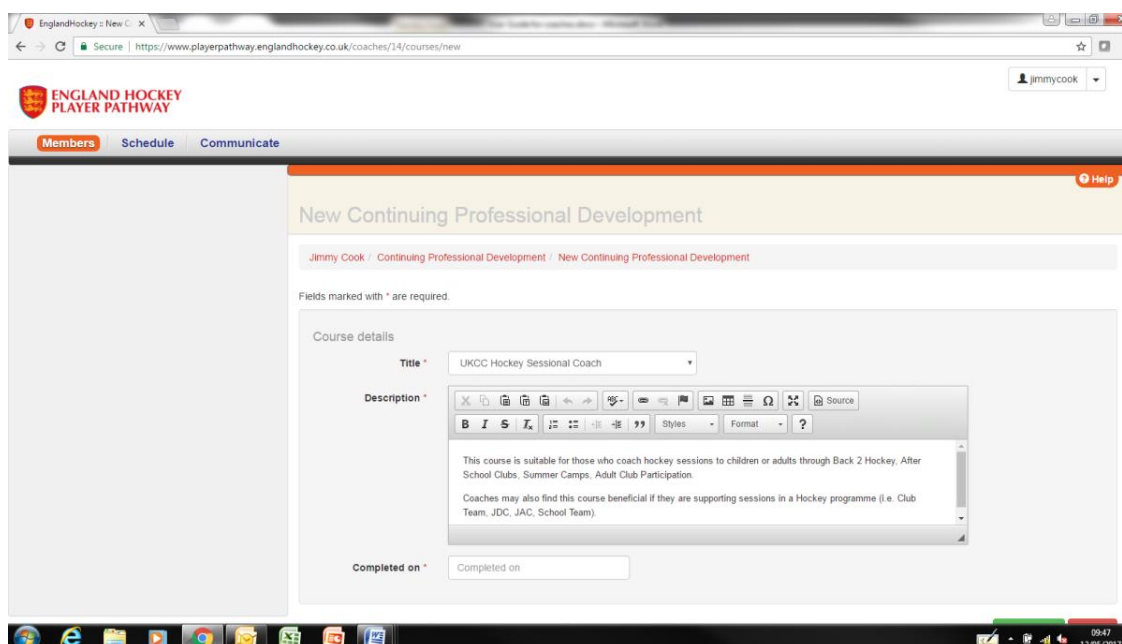 EnglandHockey :: New C
Secure | https://www.playerpathway.englandhockey.co.uk/coaches/14/courses/new
jimmycook
ENGLAND HOCKEY
PLAYER PATHWAY
Members Schedule Communicate
Help
New Continuing Professional Development
Jimmy Cook / Continuing Professional Development / New Continuing Professional Development
Fields marked with * are required.
Course details
Title * UKCC Hockey Sessional Coach
Description *
Source
B I S Ix Styles Format ?
This course is suitable for those who coach hockey sessions to children or adults through Back 2 Hockey, After
School Clubs, Summer Camps, Adult Club Participation.
Coaches may also find this course beneficial if they are supporting sessions in a Hockey programme (i.e. Club
Team, JDC, JAC, School Team).
Completed on * Completed on
09:47